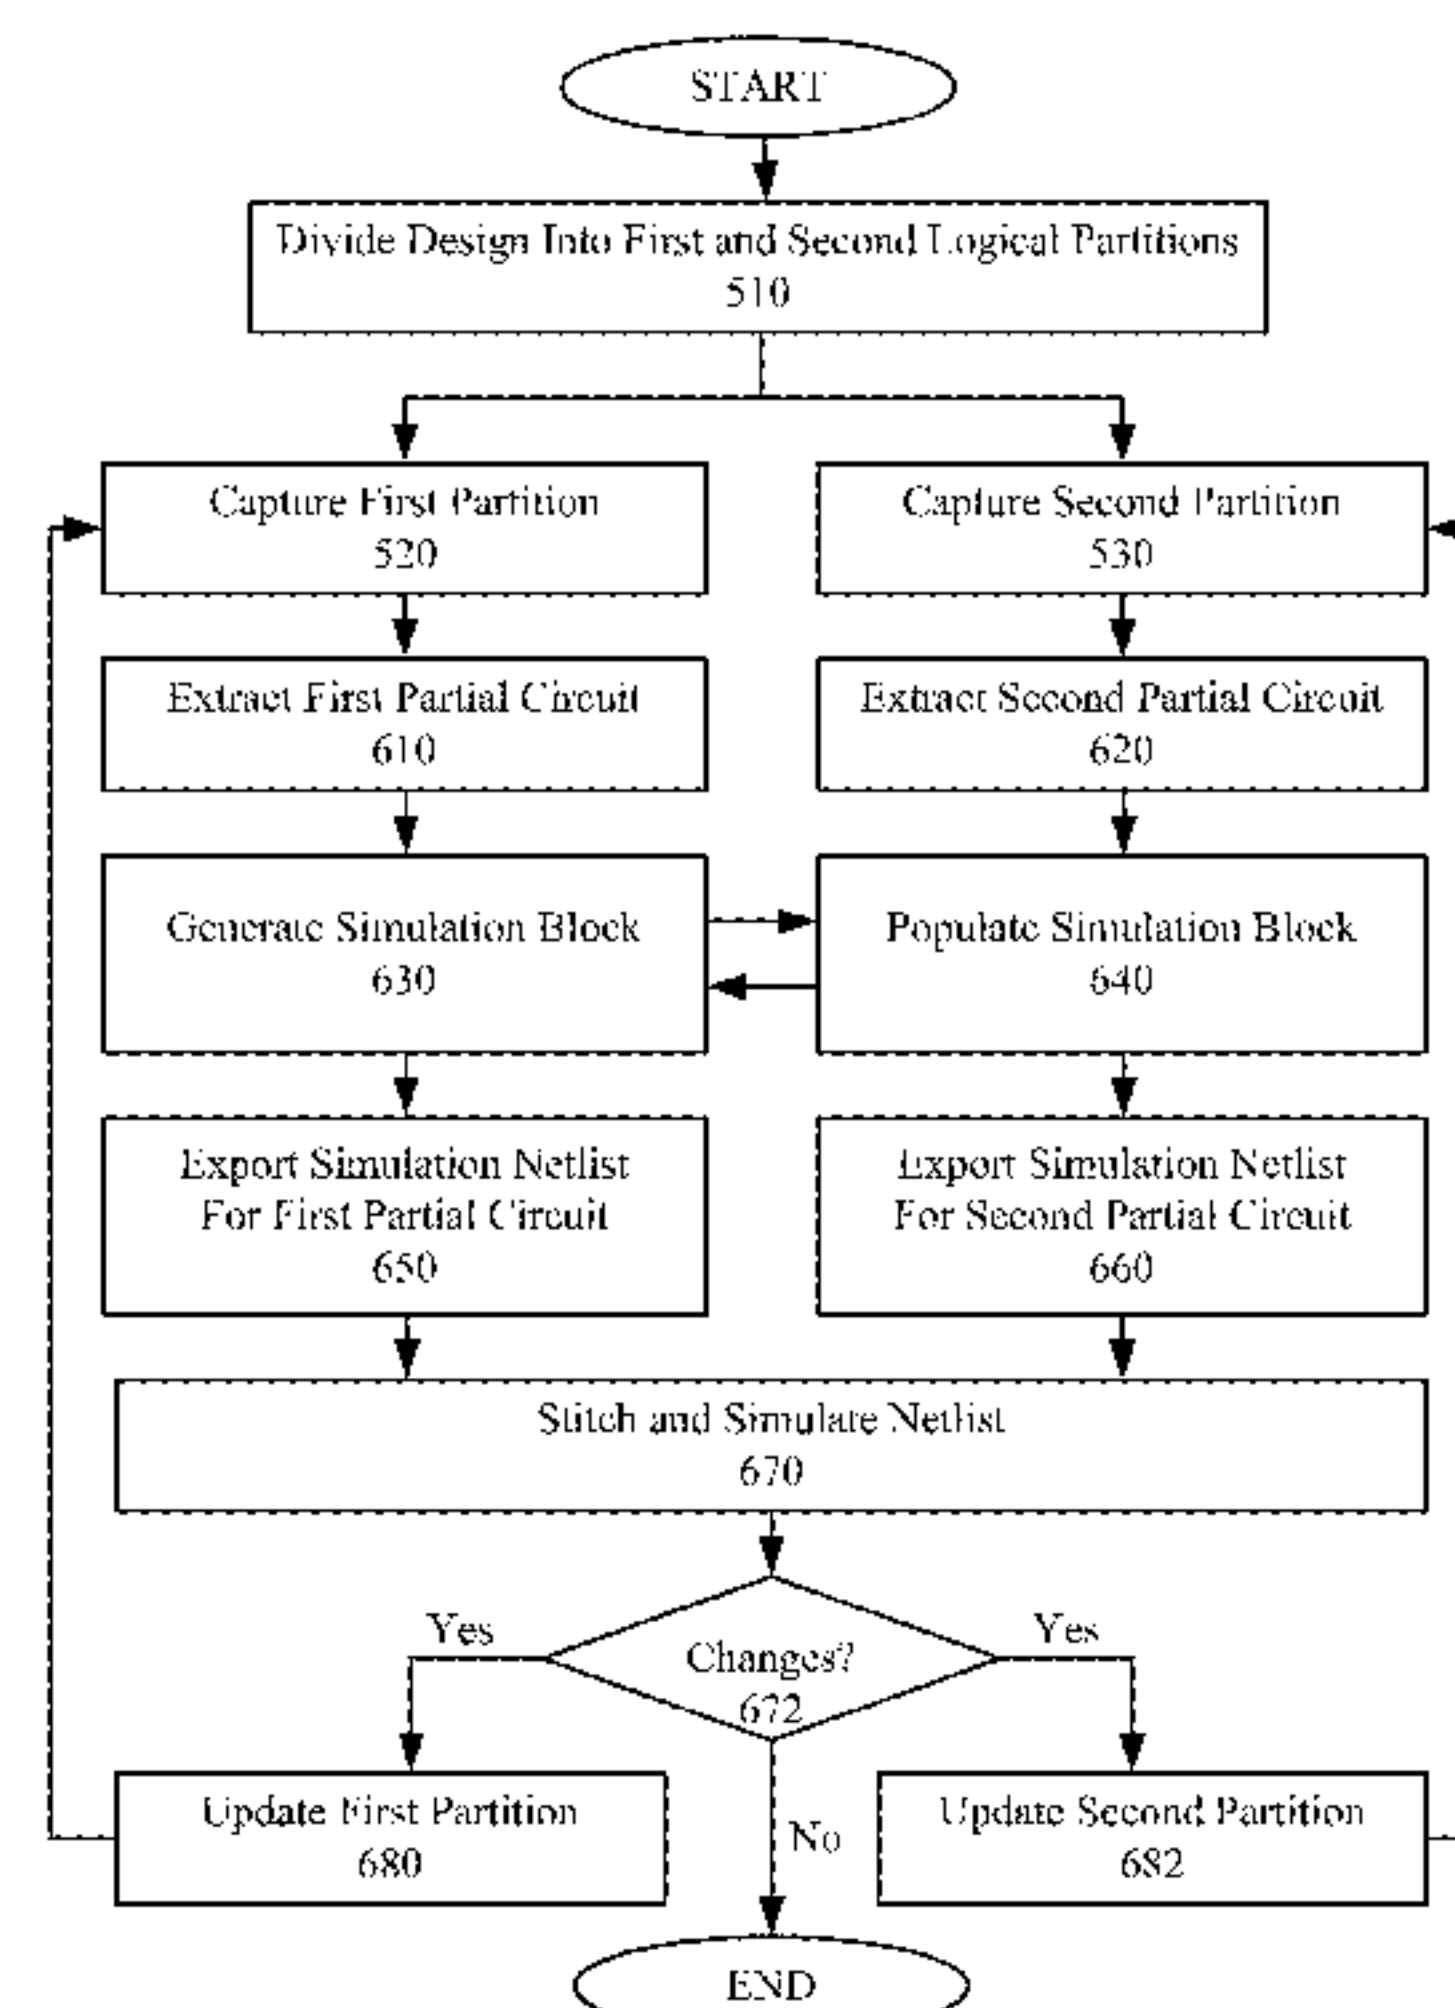 START
Divide Design Into First and Second Logical Partitions
510
Capture First Partition
520
Capture Second Partition
530
Extract First Partial Circuit
610
Extract Second Partial Circuit
620
Generate Simulation Block
630
Populate Simulation Block
640
Export Simulation Netlist
For First Partial Circuit
650
Export Simulation Netlist
For Second Partial Circuit
660
Stitch and Simulate Netlist
670
Yes
Changes?
672
Yes
Update First Partition
680
No
Update Second Partition
682
END